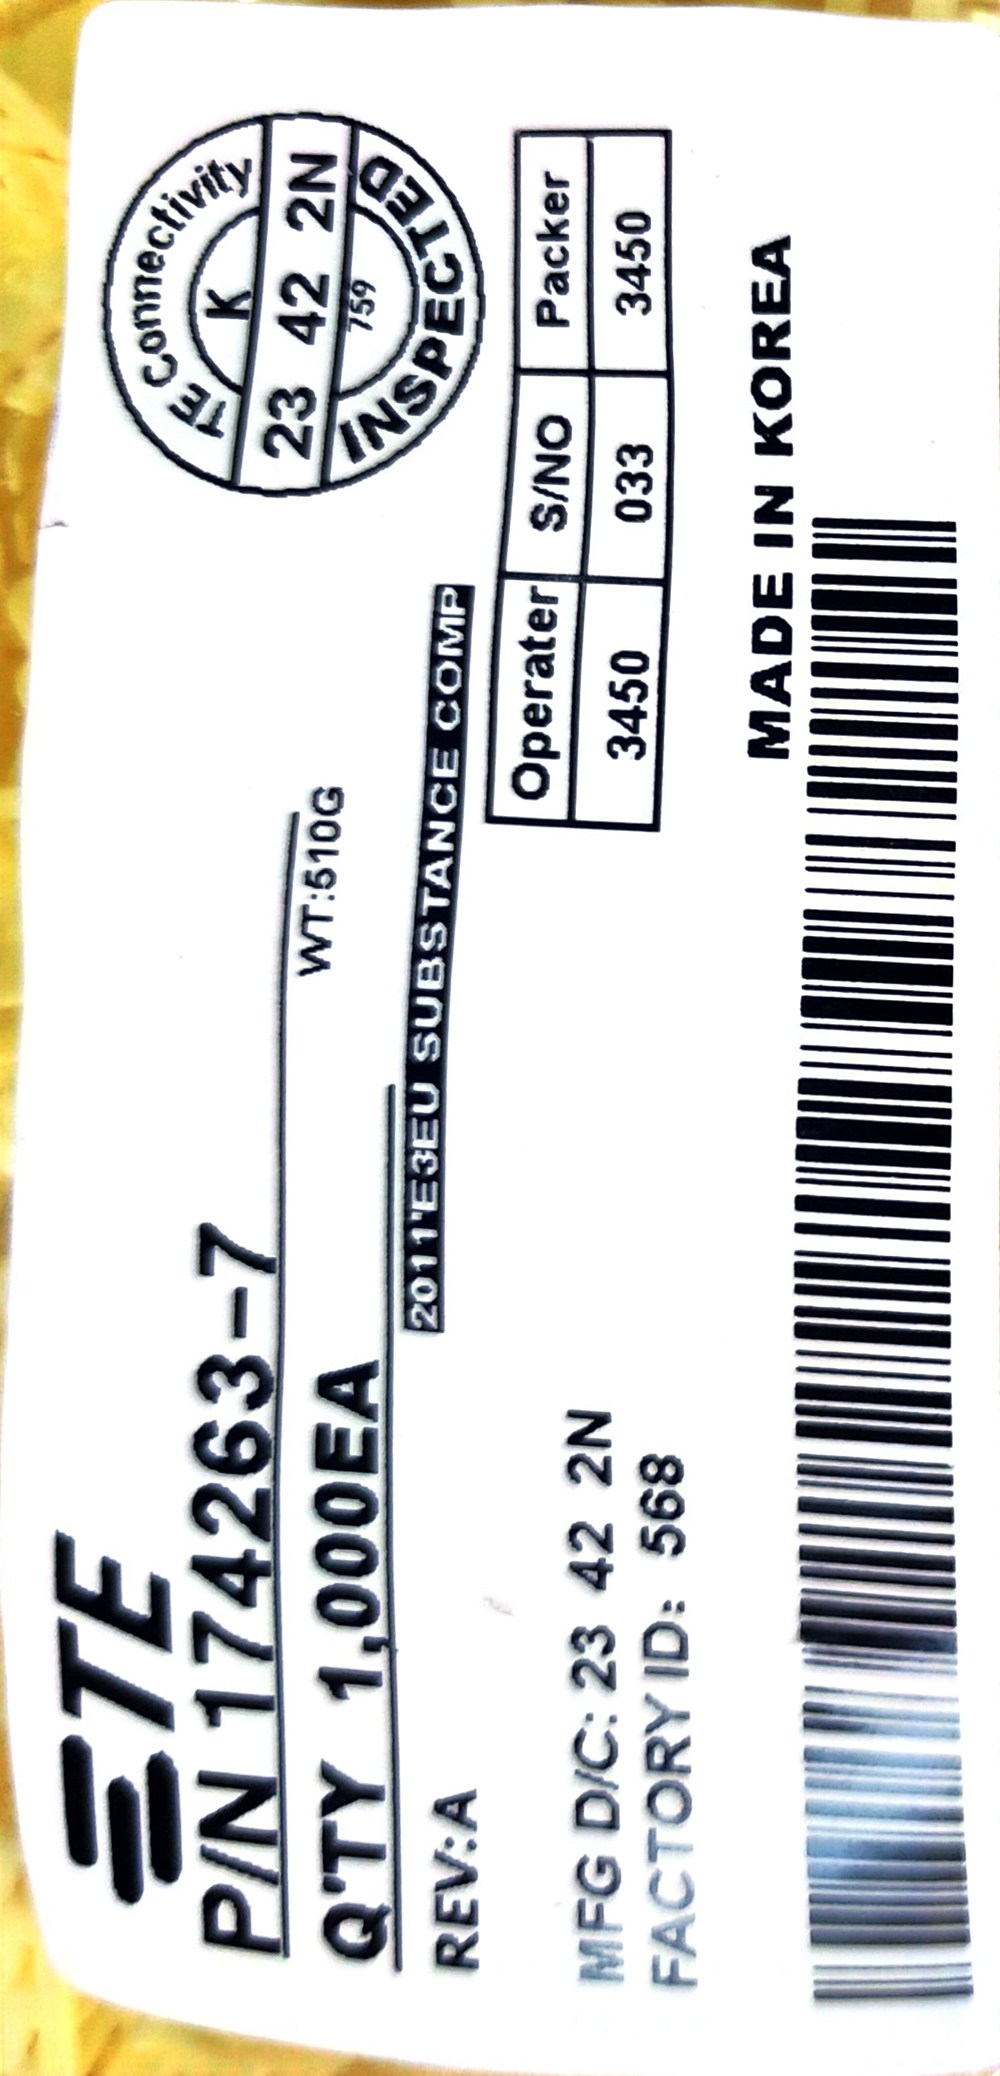 TE
TE Connectivity
K
23 42 2N
759
INSPECTED
P/N 174263-7
WT:510G
Q'TY 1,000EA
2011'E3EU SUBSTANCE COMP
REV:A
Operater S/NO Packer
3450 033 3450
MFG D/C: 23 42 2N
FACTORY ID: 568
MADE IN KOREA